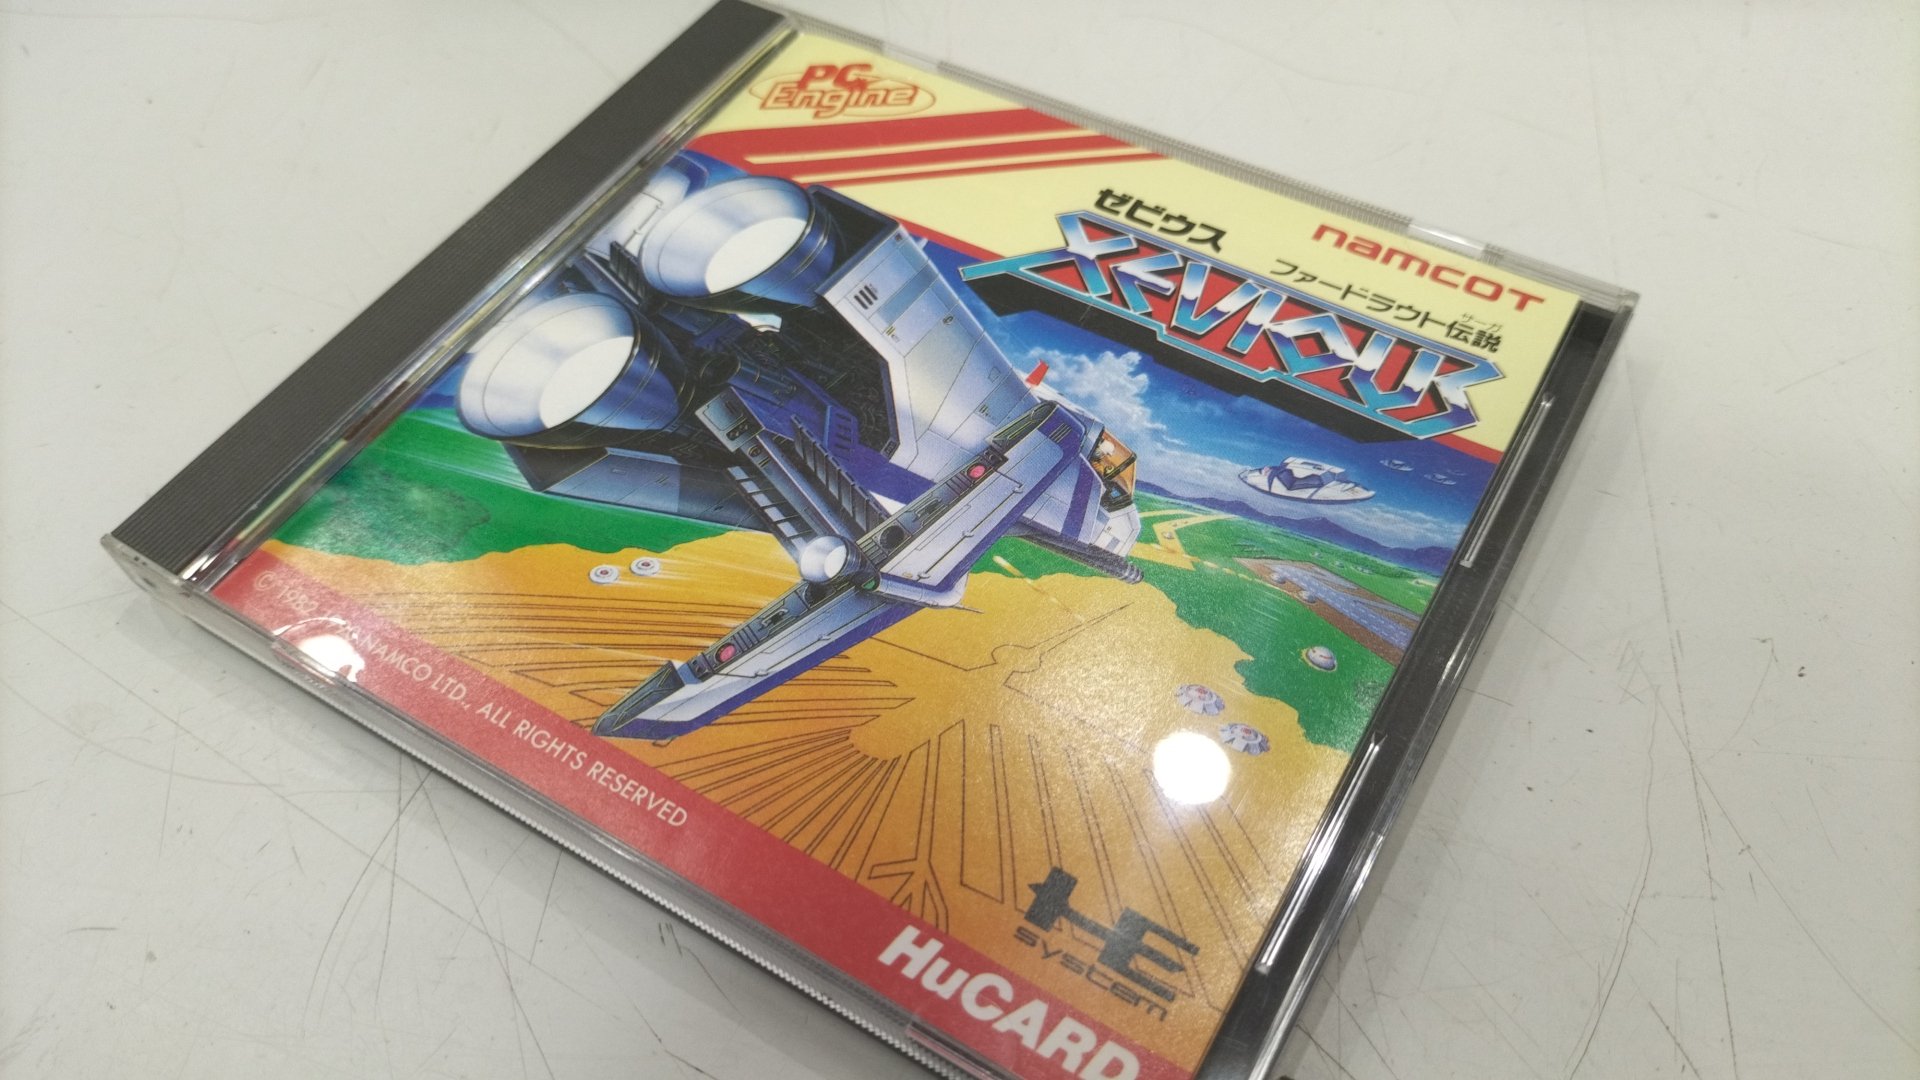 PC
Engine
namcot
ゼビウス
ファードラウト伝説
サーガ
XEVIOUS
© 1982 NAMCO LTD., ALL RIGHTS RESERVED
HE
system
HuCARD